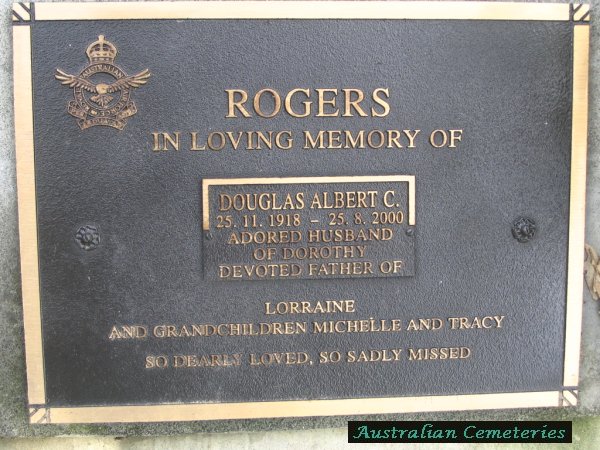 AUSTRALIAN
ROGERS
IN LOVING MEMORY OF
DOUGLAS ALBERT C.
25. 11. 1918 – 25. 8. 2000
ADORED HUSBAND
OF DOROTHY
DEVOTED FATHER OF
LORRAINE
AND GRANDCHILDREN MICHELLE AND TRACY
SO DEARLY LOVED, SO SADLY MISSED
Australian Cemeteries